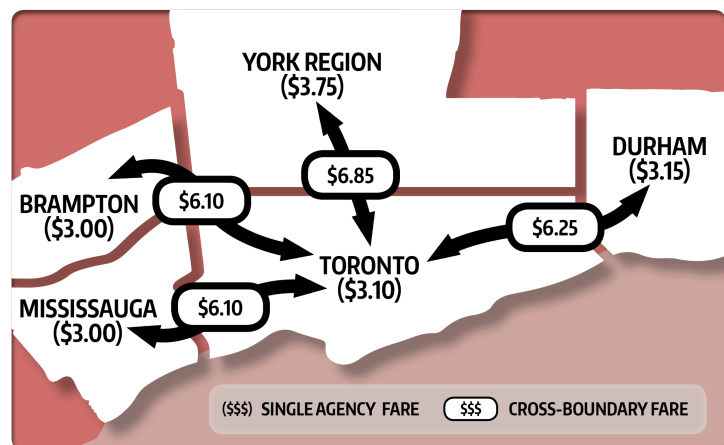 YORK REGION
($3.75)
DURHAM
($3.15)
$6.85
BRAMPTON
($3.00)
$6.10
$6.25
TORONTO
($3.10)
MISSISSAUGA
($3.00)
$6.10
($$$) SINGLE AGENCY FARE
$$$ CROSS-BOUNDARY FARE